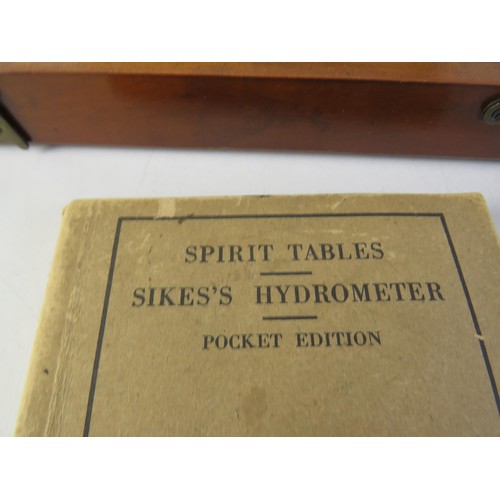 SPIRIT TABLES
SIKES'S HYDROMETER
POCKET EDITION